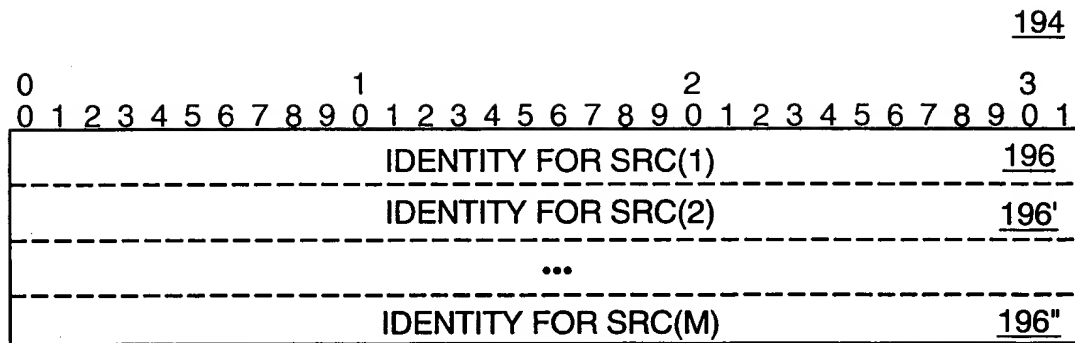 194
0 1 2 3
0 1 2 3 4 5 6 7 8 9 0 1 2 3 4 5 6 7 8 9 0 1 2 3 4 5 6 7 8 9 0 1
IDENTITY FOR SRC(1) 196
IDENTITY FOR SRC(2) 196'
•••
IDENTITY FOR SRC(M) 196"